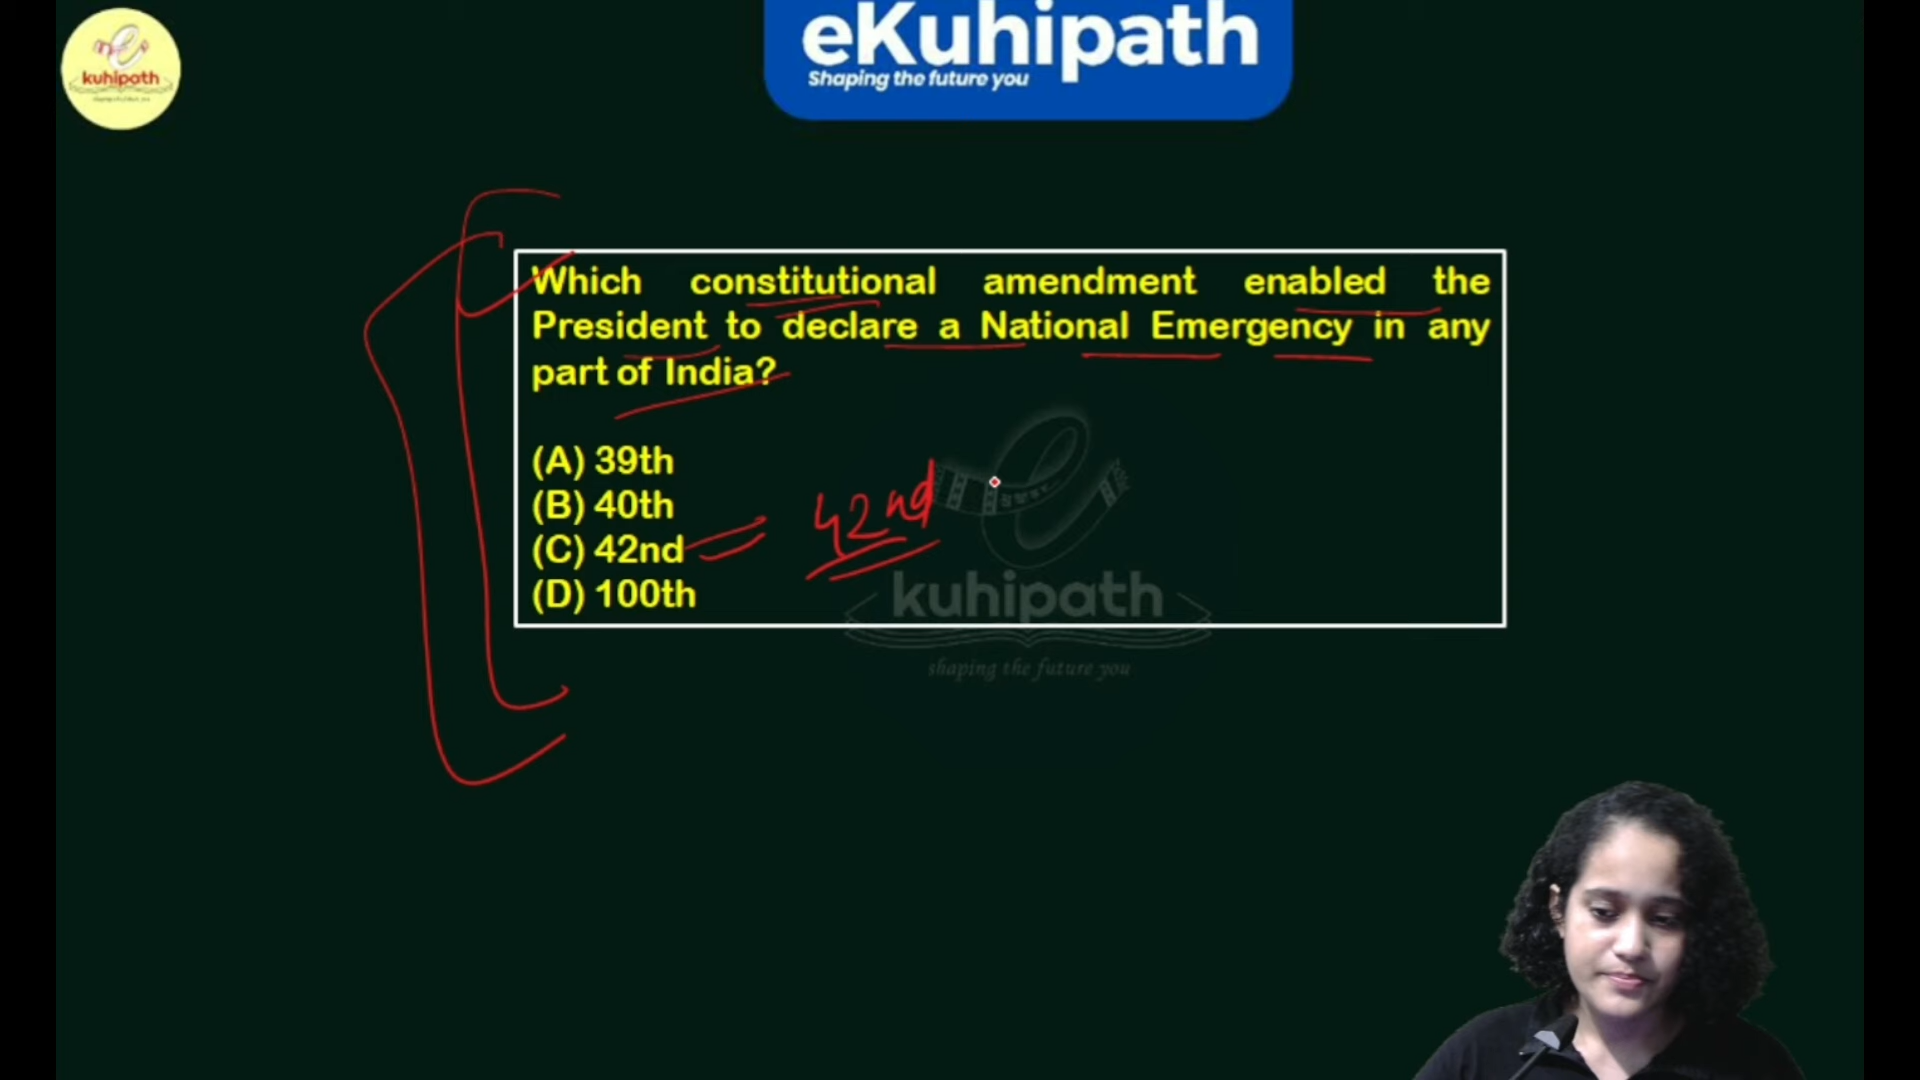 kuhipath
eKuhipath
Shaping the future you
Which constitutional amendment enabled the
President to declare a National Emergency in any
part of India?
(A) 39th
(B) 40th
(C) 42nd
42nd
(D) 100th
kuhipath
shaping the future you